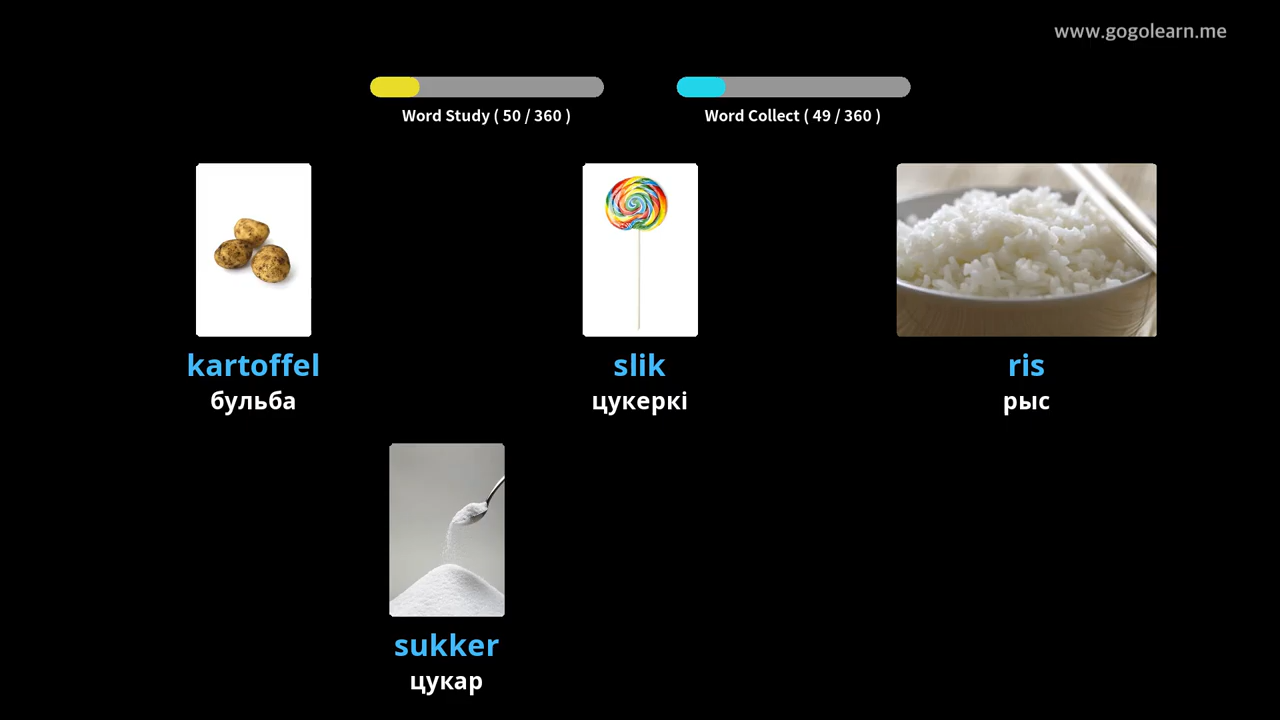 www.gogolearn.me
Word Study ( 50 / 360 )
Word Collect ( 49 / 360 )
kartoffel
бульба
slik
цукеркі
ris
рыс
sukker
цукар